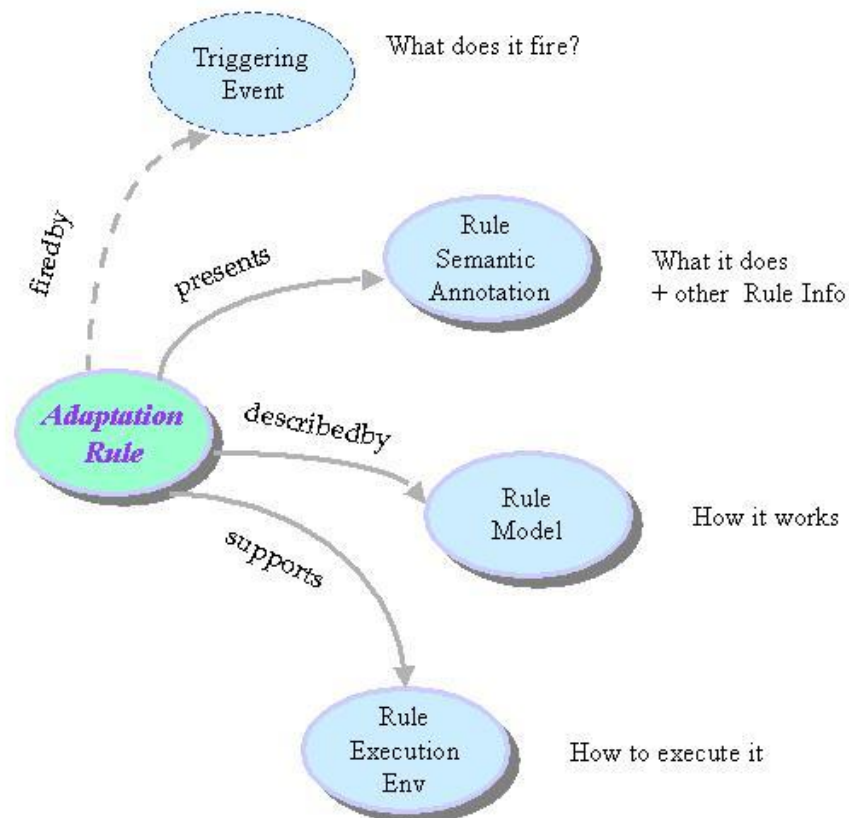 Triggering
Event
What does it fire?
firedby
presents
Rule
Semantic
Annotation
What it does
+ other Rule Info
Adaptation
Rule
describedby
Rule
Model
How it works
supports
Rule
Execution
Env
How to execute it